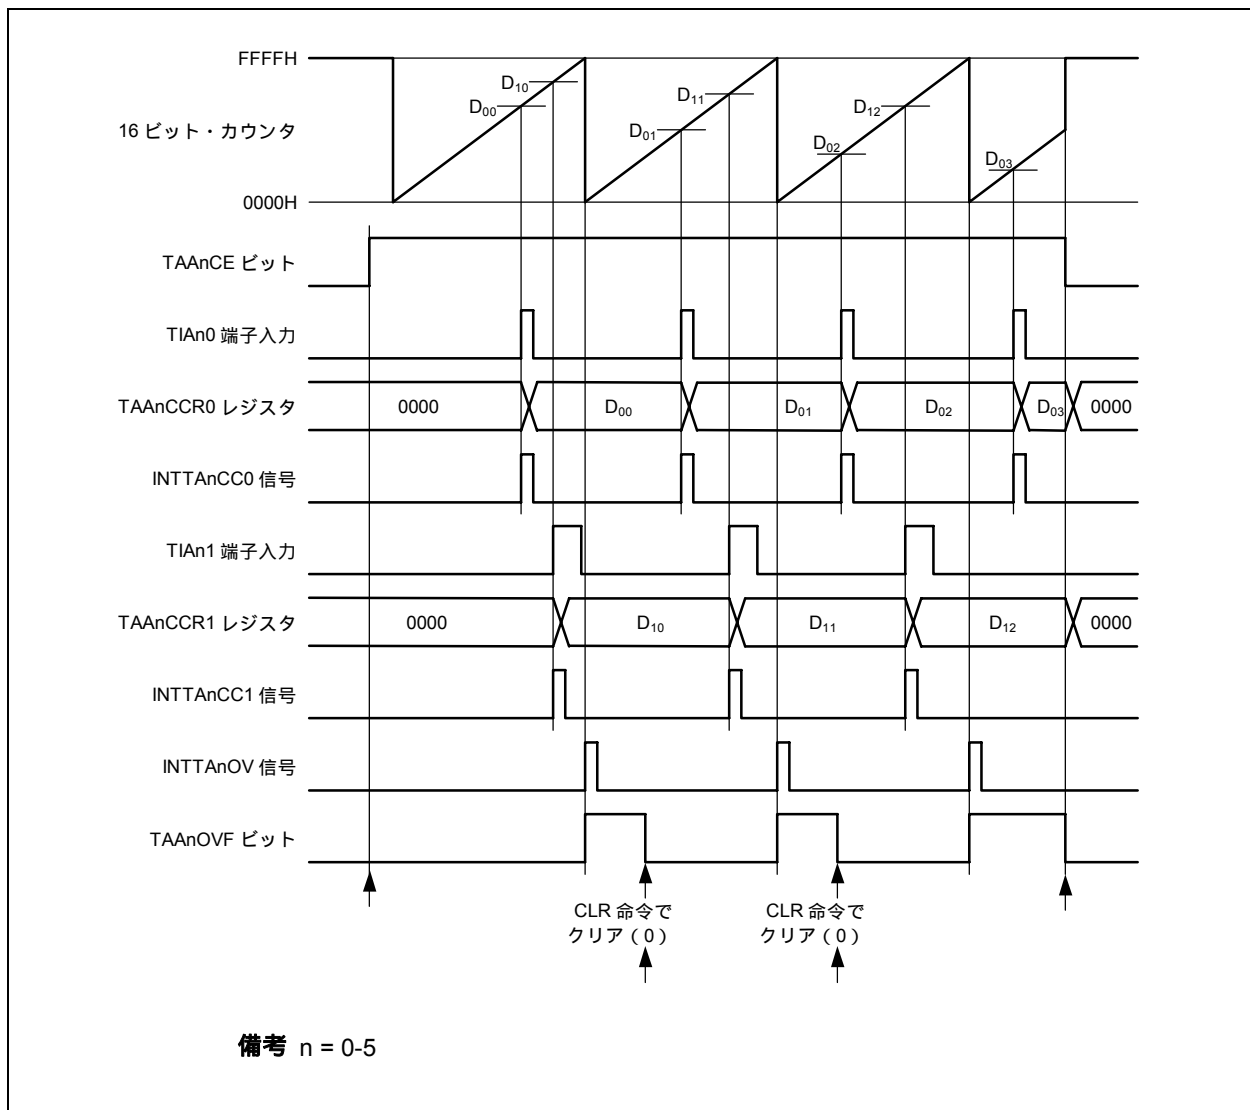 FFFFH
D10
D00
D11
D12
16 ビット・カウンタ
D01
D02
D03
0000H
TAAnCE ビット
TIAn0 端子入力
TAAnCCR0 レジスタ
0000
D00
D01
D02
D03
0000
INTTAnCC0 信号
TIAn1 端子入力
TAAnCCR1 レジスタ
0000
D10
D11
D12
0000
INTTAnCC1 信号
INTTAnOV 信号
TAAnOVF ビット
CLR 命令で
クリア(0)
CLR 命令で
クリア(0)
備考 n = 0-5